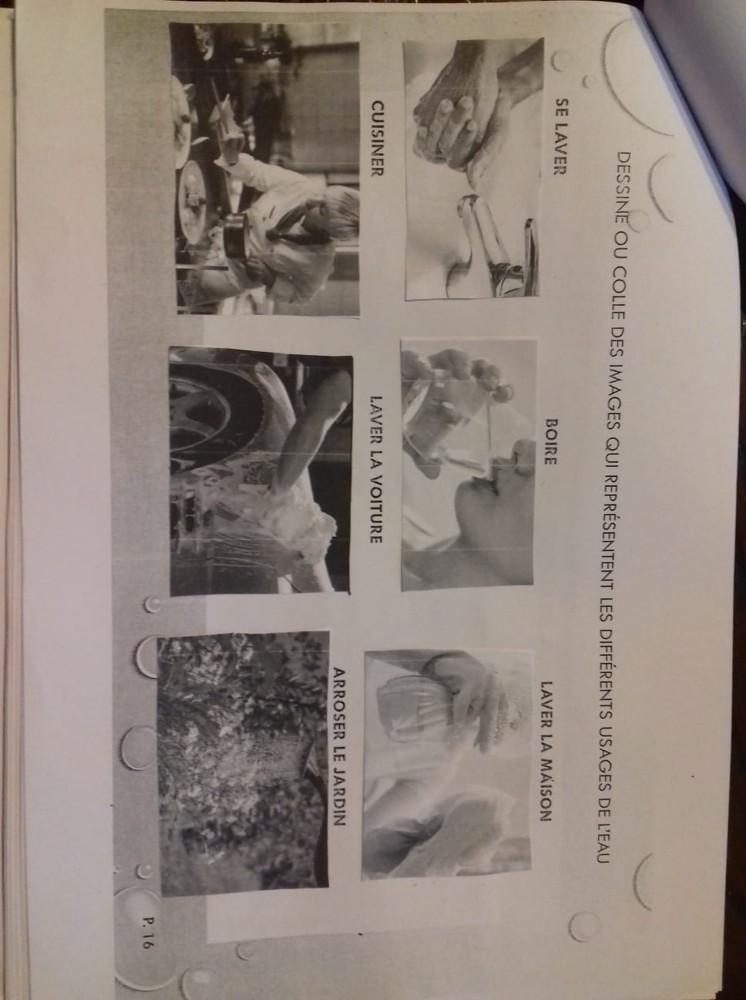 DESSINE OU COLLE DES IMAGES QUI REPRÉSENTENT LES DIFFÉRENTS USAGES DE L'EAU
SE LAVER
BOIRE
LAVER LA MAISON
CUISINER
LAVER LA VOITURE
ARROSER LE JARDIN
P. 16